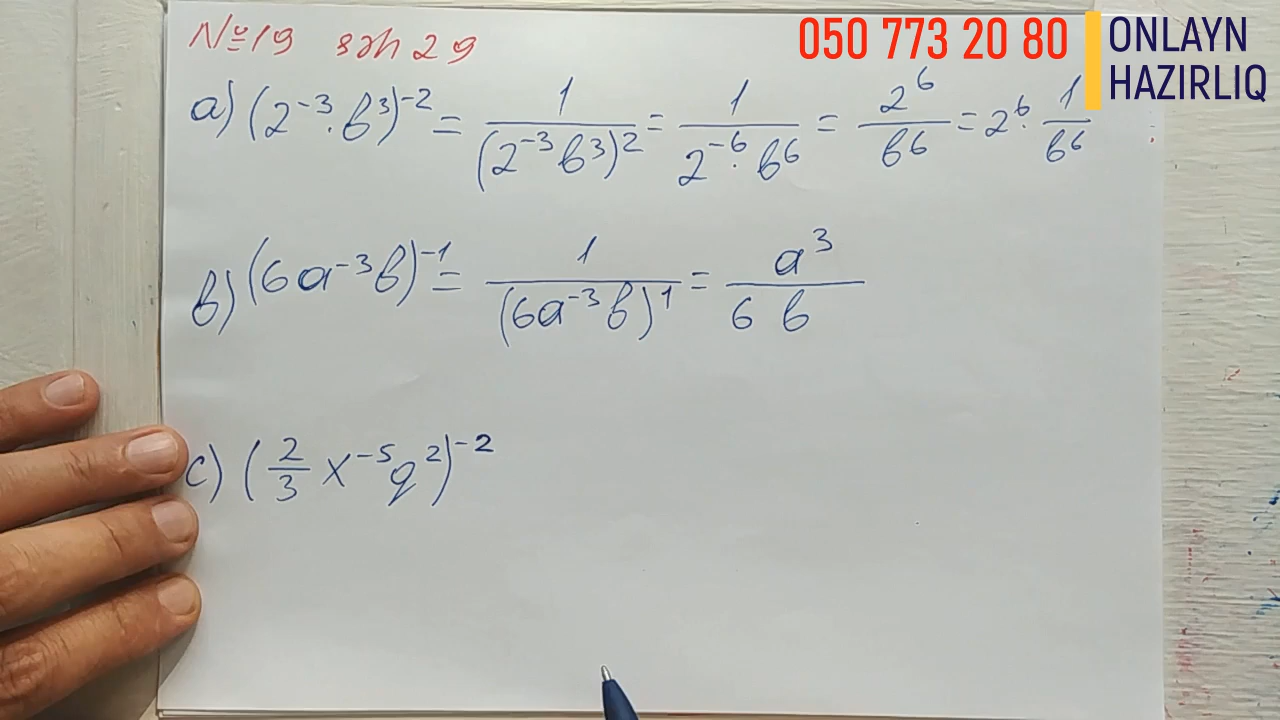 №19 səh 29
050 773 20 80
ONLAYN
HAZIRLIQ
a) (2⁻³·b³)⁻² = 1/(2⁻³b³)² = 1/(2⁻⁶·b⁶) = 2⁶/b⁶ = 2⁶·1/b⁶
b) (6a⁻³b)⁻¹ = 1/(6a⁻³b)¹ = a³/(6 b)
c) (2/3 x⁻⁵q²)⁻²